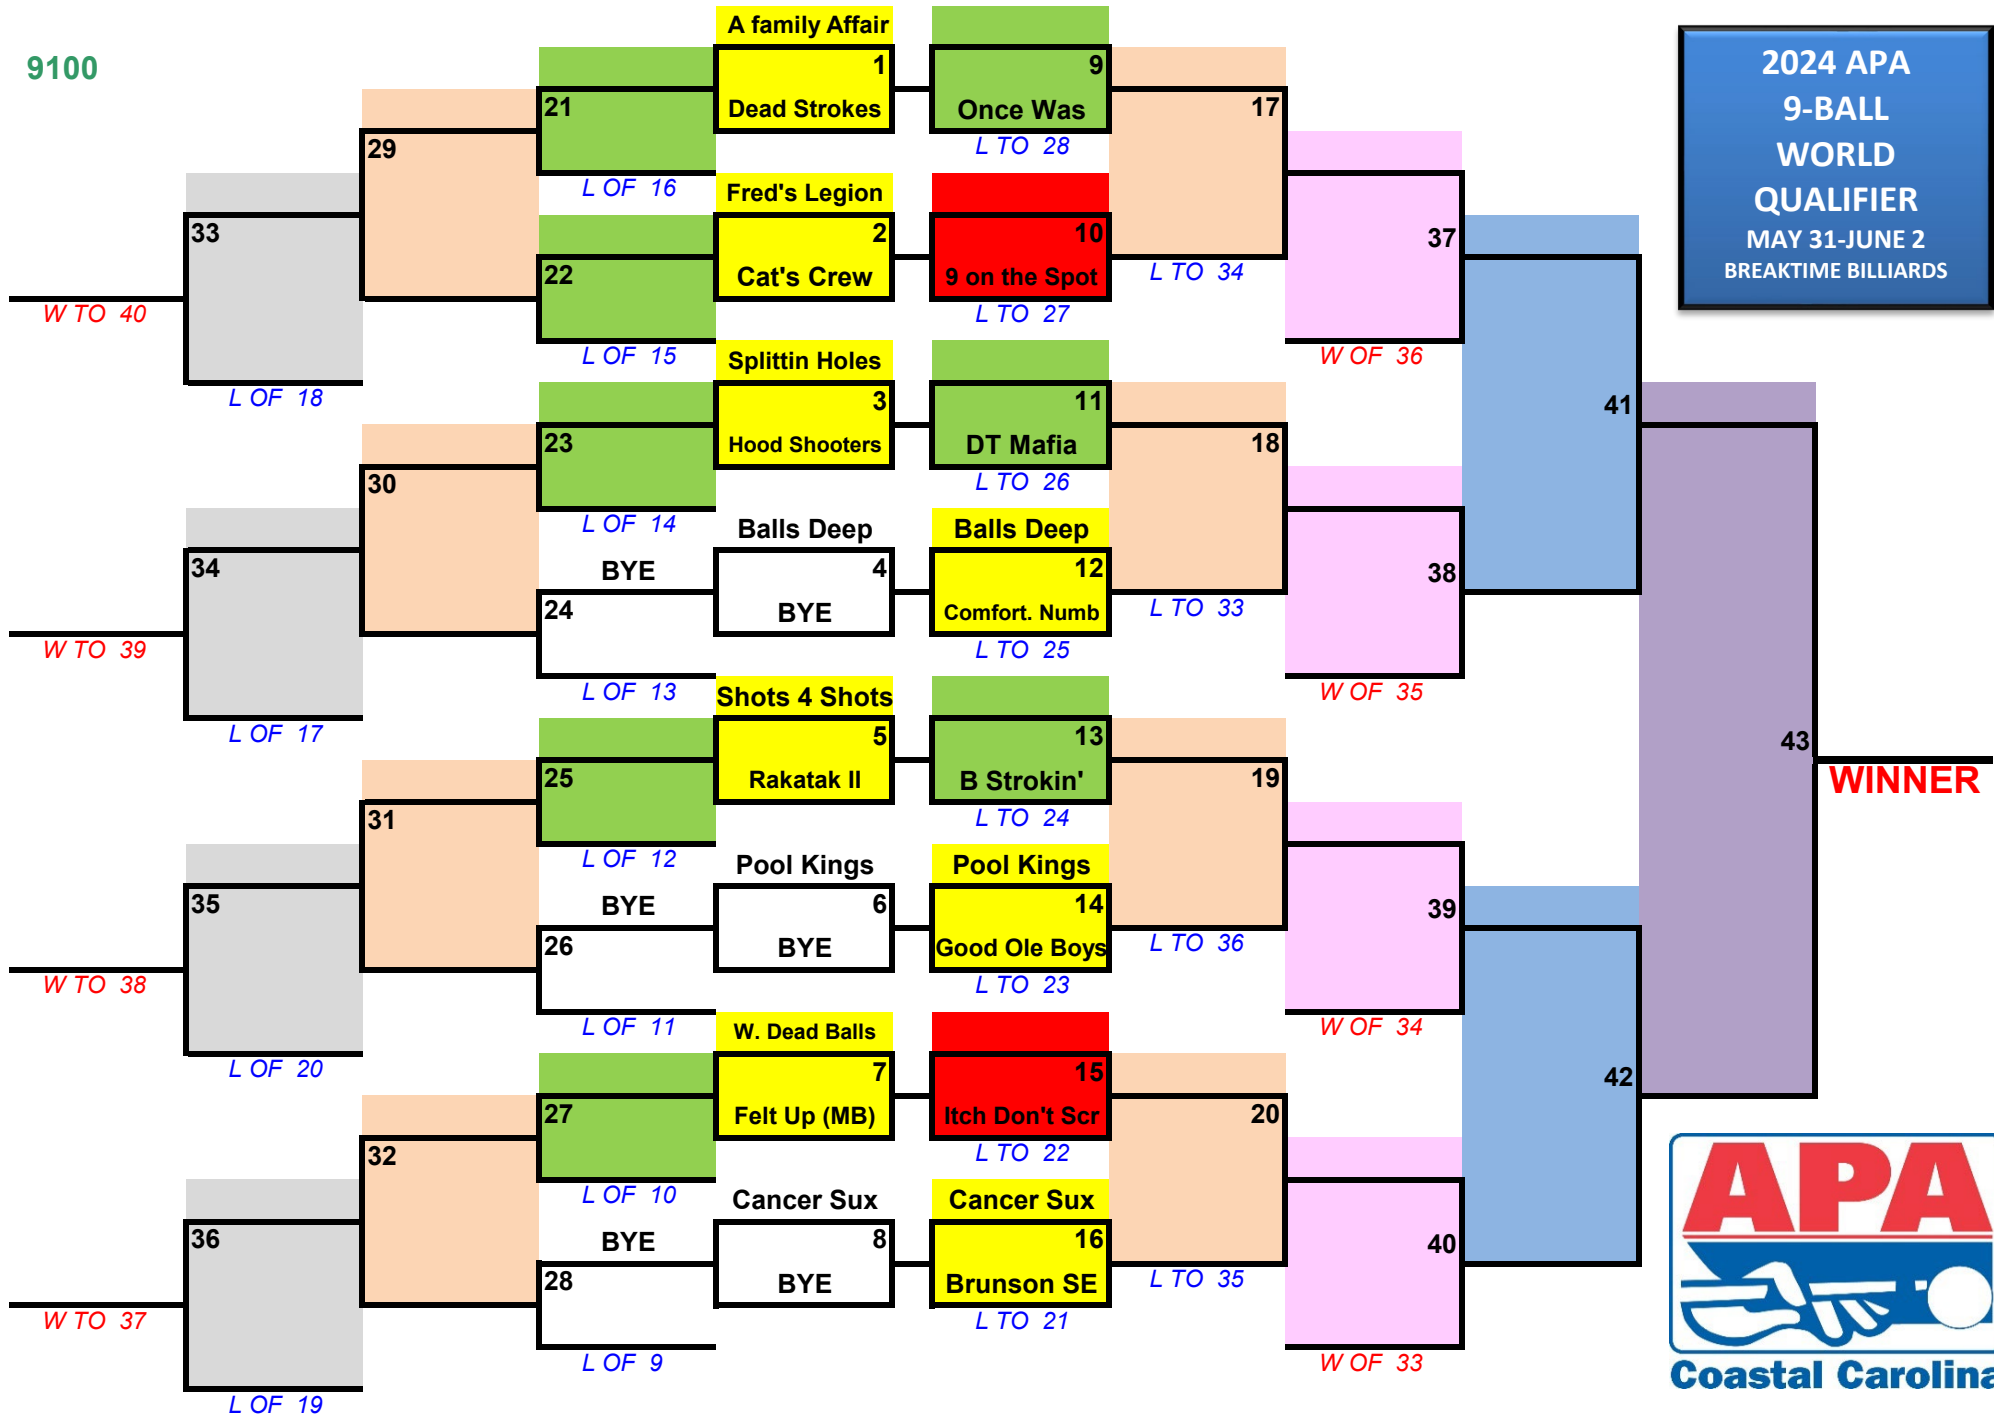 9100
2024 APA
9-BALL
WORLD
QUALIFIER
MAY 31-JUNE 2
BREAKTIME BILLIARDS
A family Affair
1
Dead Strokes
9
Once Was
L TO 28
17
21
L OF 16
29
Fred's Legion
2
Cat's Crew
10
9 on the Spot
L TO 27
L TO 34
22
L OF 15
33
W TO 40
L OF 18
37
W OF 36
Splittin Holes
3
Hood Shooters
11
DT Mafia
L TO 26
18
23
L OF 14
30
41
Balls Deep
4
BYE
Balls Deep
12
Comfort. Numb
L TO 25
L TO 33
BYE
24
L OF 13
34
W TO 39
L OF 17
38
W OF 35
Shots 4 Shots
5
Rakatak II
13
B Strokin'
L TO 24
19
25
L OF 12
31
43
WINNER
Pool Kings
6
BYE
Pool Kings
14
Good Ole Boys
L TO 23
L TO 36
BYE
26
L OF 11
35
W TO 38
L OF 20
39
W OF 34
W. Dead Balls
7
Felt Up (MB)
15
Itch Don't Scr
L TO 22
20
27
L OF 10
32
42
Cancer Sux
8
BYE
Cancer Sux
16
Brunson SE
L TO 21
L TO 35
BYE
28
L OF 9
36
W TO 37
L OF 19
40
W OF 33
APA
Coastal Carolina